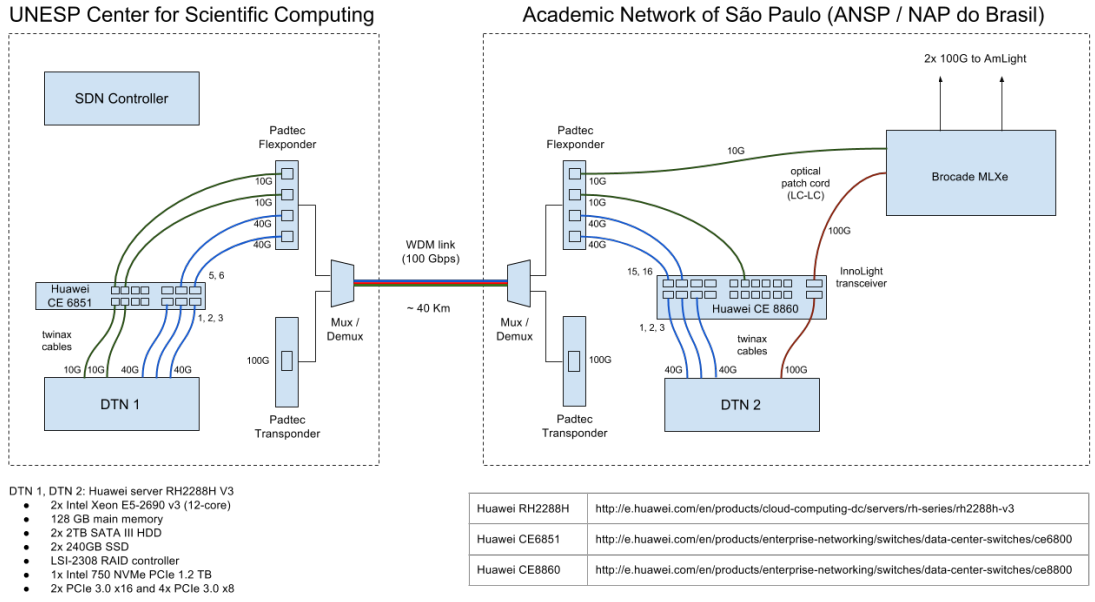 UNESP Center for Scientific Computing
Academic Network of São Paulo (ANSP / NAP do Brasil)
SDN Controller
Padtec
Flexponder
10G
10G
40G
40G
5, 6
Huawei
CE 6851
1, 2, 3
twinax
cables
10G
10G
40G
40G
DTN 1
100G
Padtec
Transponder
Mux /
Demux
WDM link
(100 Gbps)
~ 40 Km
Mux /
Demux
Padtec
Flexponder
10G
10G
40G
40G
100G
Padtec
Transponder
2x 100G to AmLight
Brocade MLXe
10G
optical
patch cord
(LC-LC)
100G
InnoLight
transceiver
15, 16
Huawei CE 8860
1, 2, 3
twinax
cables
40G
40G
100G
DTN 2
DTN 1, DTN 2: Huawei server RH2288H V3
● 2x Intel Xeon E5-2690 v3 (12-core)
● 128 GB main memory
● 2x 2TB SATA III HDD
● 2x 240GB SSD
● LSI-2308 RAID controller
● 1x Intel 750 NVMe PCIe 1.2 TB
● 2x PCIe 3.0 x16 and 4x PCIe 3.0 x8
Huawei RH2288H http://e.huawei.com/en/products/cloud-computing-dc/servers/rh-series/rh2288h-v3
Huawei CE6851 http://e.huawei.com/en/products/enterprise-networking/switches/data-center-switches/ce6800
Huawei CE8860 http://e.huawei.com/en/products/enterprise-networking/switches/data-center-switches/ce8800